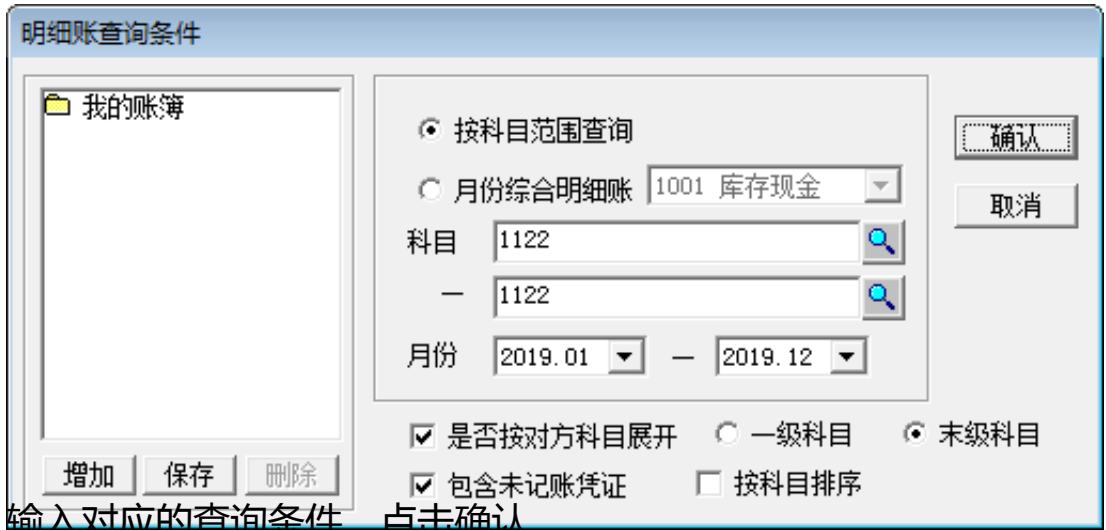 明细账查询条件
我的账簿
增加 保存 删除
按科目范围查询
月份综合明细账 1001 库存现金
科目 1122
— 1122
月份 2019.01 — 2019.12
是否按对方科目展开 一级科目 末级科目
包含未记账凭证 按科目排序
确认
取消
输入对应的查询条件 点击确认